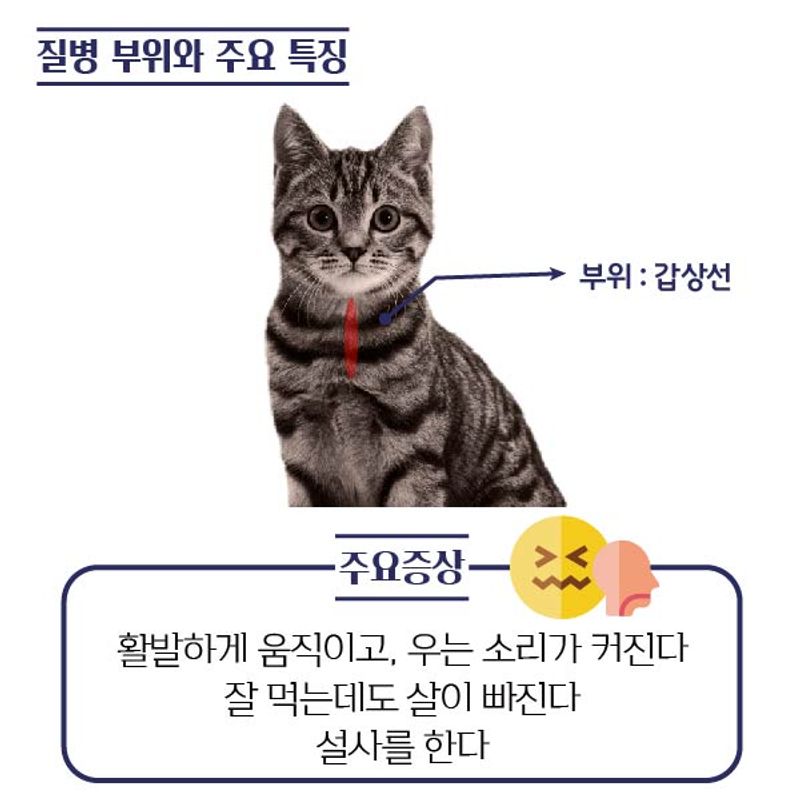 질병 부위와 주요 특징
부위 : 갑상선
주요증상
활발하게 움직이고, 우는 소리가 커진다
잘 먹는데도 살이 빠진다
설사를 한다